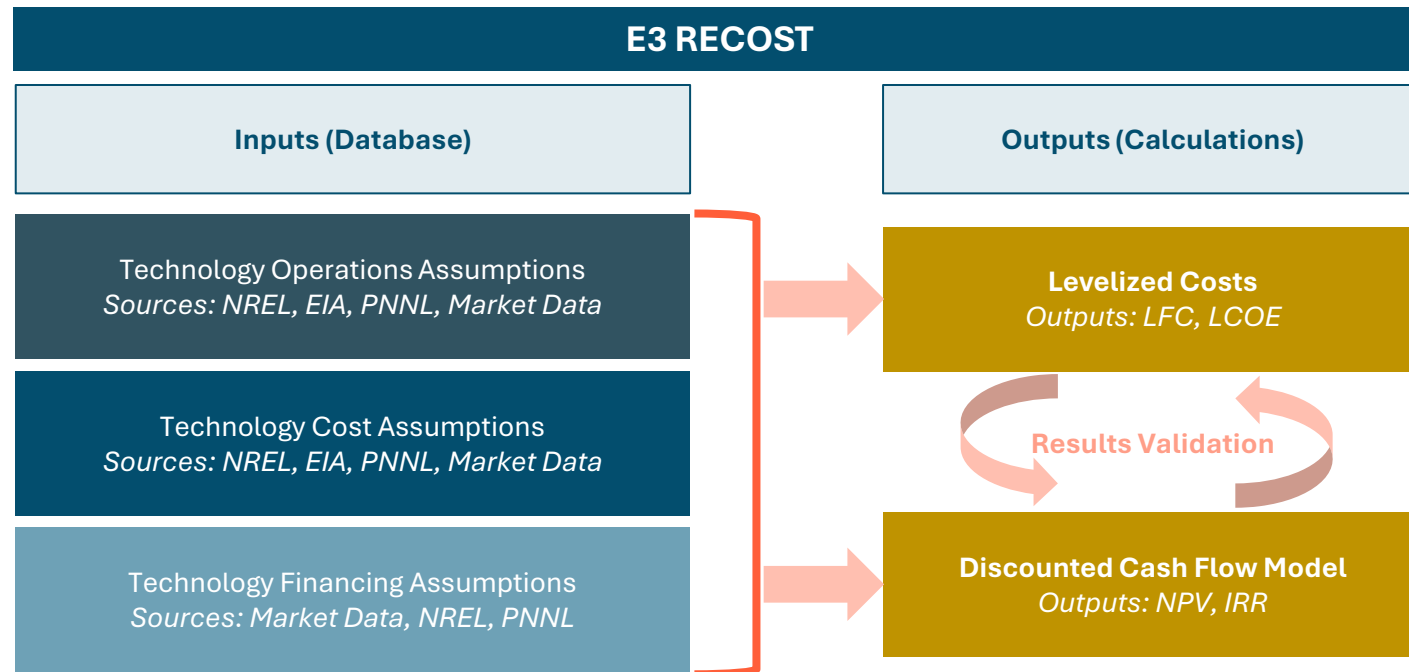 E3 RECOST
Inputs (Database)
Technology Operations Assumptions
Sources: NREL, EIA, PNNL, Market Data
Technology Cost Assumptions
Sources: NREL, EIA, PNNL, Market Data
Technology Financing Assumptions
Sources: Market Data, NREL, PNNL
Outputs (Calculations)
Levelized Costs
Outputs: LFC, LCOE
Results Validation
Discounted Cash Flow Model
Outputs: NPV, IRR